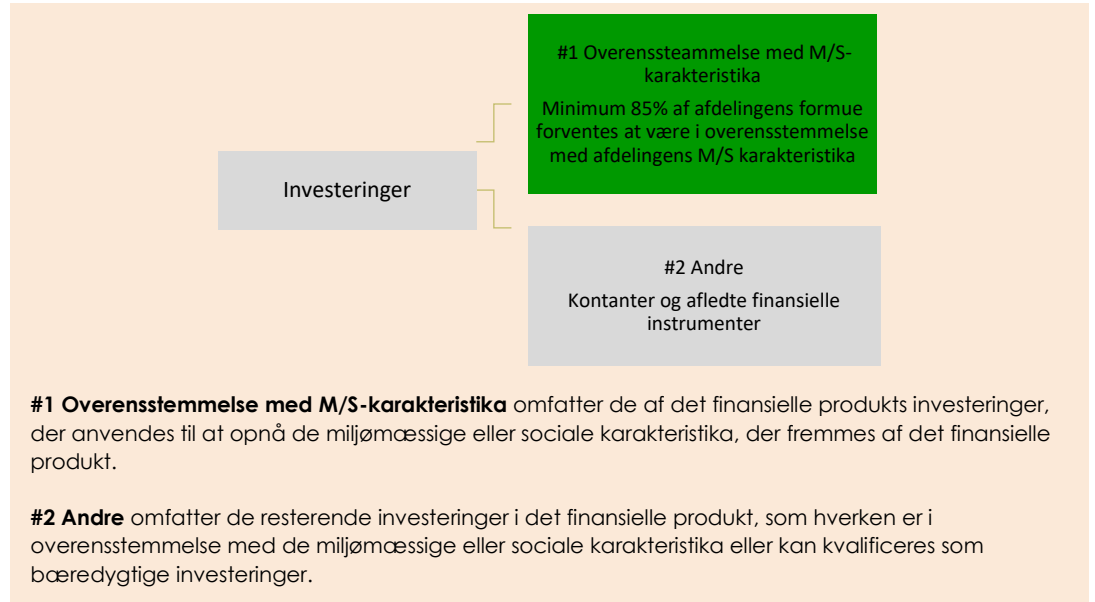 #1 Overenssteammelse med M/S-
karakteristika
Minimum 85% af afdelingens formue
forventes at være i overensstemmelse
med afdelingens M/S karakteristika
Investeringer
#2 Andre
Kontanter og afledte finansielle
instrumenter
#1 Overensstemmelse med M/S-karakteristika omfatter de af det finansielle produkts investeringer,
der anvendes til at opnå de miljømæssige eller sociale karakteristika, der fremmes af det finansielle
produkt.
#2 Andre omfatter de resterende investeringer i det finansielle produkt, som hverken er i
overensstemmelse med de miljømæssige eller sociale karakteristika eller kan kvalificeres som
bæredygtige investeringer.